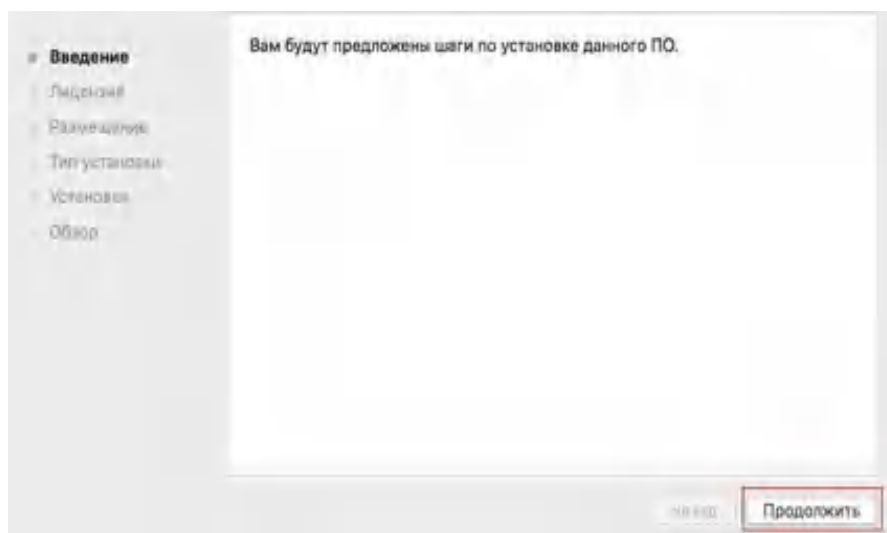 Введение
Лицензия
Размещение
Тип установки
Установка
Обзор
Вам будут предложены шаги по установке данного ПО.
Назад
Продолжить